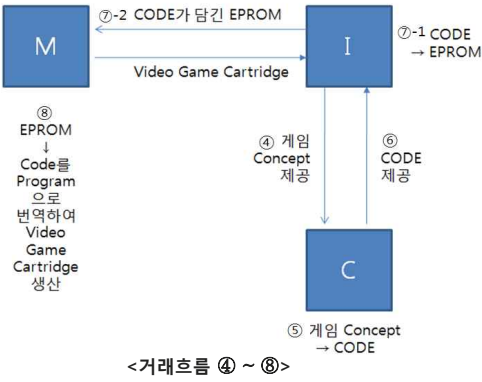 M
⑦-2 CODE가 담긴 EPROM
I
⑦-1 CODE
→ EPROM
Video Game Cartridge
⑧
EPROM
↓
Code를
Program
으로
번역하여
Video
Game
Cartridge
생산
④ 게임
Concept
제공
⑥
CODE
제공
C
⑤ 게임 Concept
→ CODE
<거래흐름 ④ ~ ⑧>